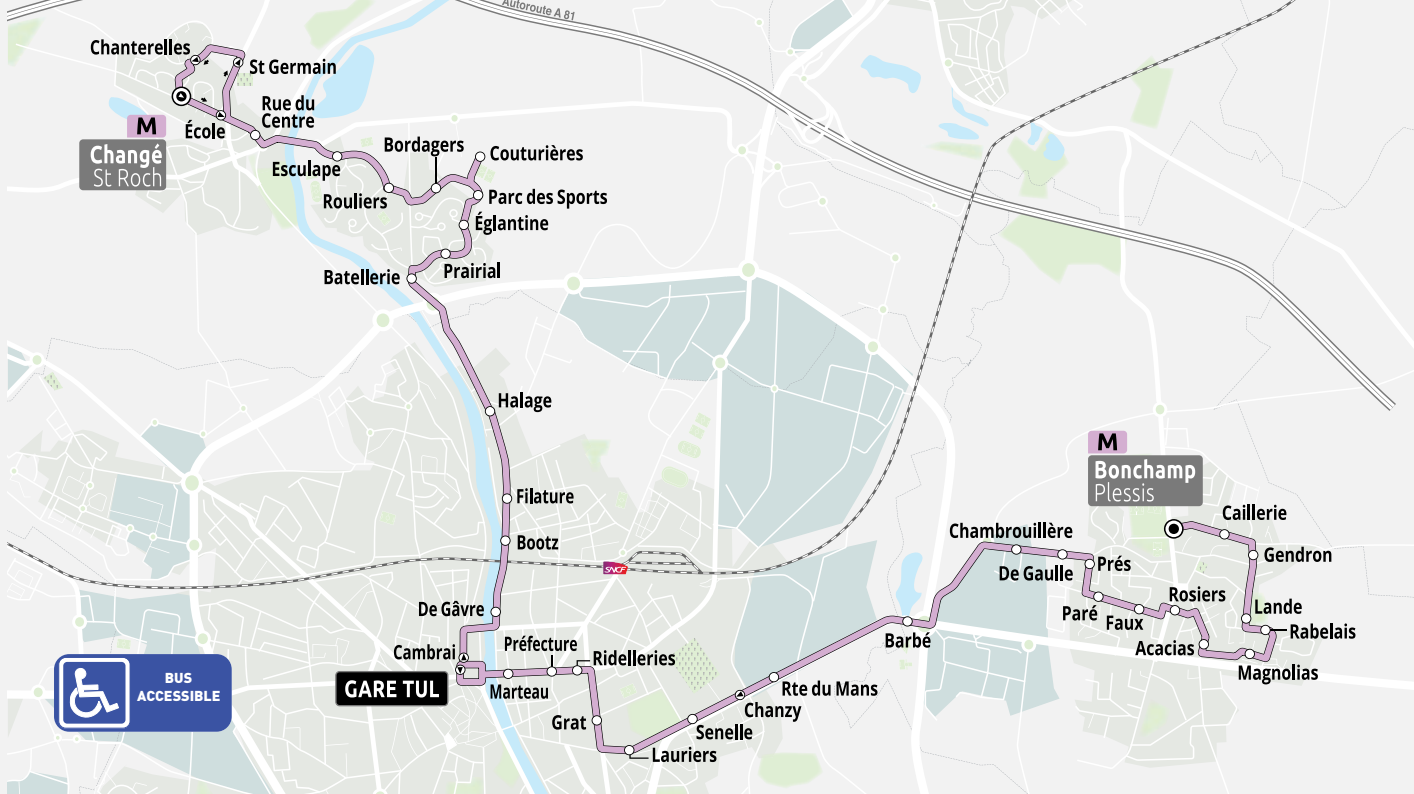 Autoroute A 81
Chanterelles
St Germain
Rue du
Centre
École
M
Changé
St Roch
Esculape
Rouliers
Bordagers
Couturières
Parc des Sports
Églantine
Prairial
Batellerie
Halage
Filature
Bootz
SNCF
De Gâvre
Cambrai
GARE TUL
Préfecture
Ridelleries
Marteau
Grat
Lauriers
Senelle
Chanzy
Rte du Mans
Barbé
Chambrouillère
De Gaulle
Prés
Paré
Faux
Rosiers
Acacias
Magnolias
Rabelais
Lande
Gendron
Caillerie
M
Bonchamp
Plessis
BUS
ACCESSIBLE